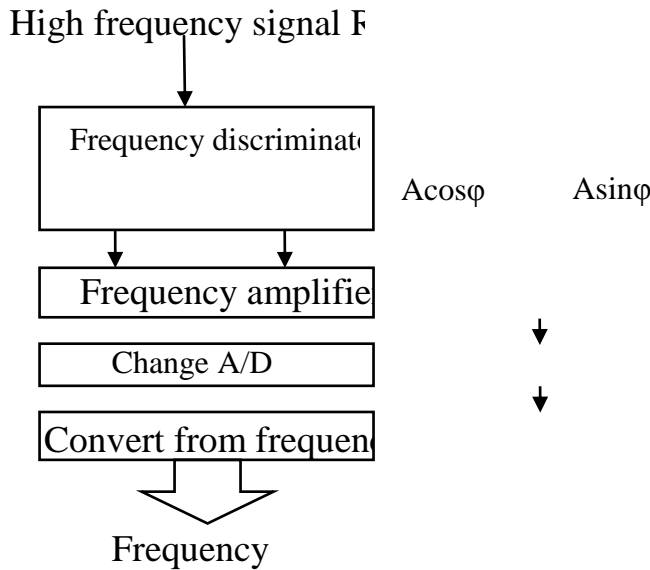 High frequency signal
Frequency discriminat
Acosφ Asinφ
Frequency amplifie
Change A/D
Convert from frequen
Frequency